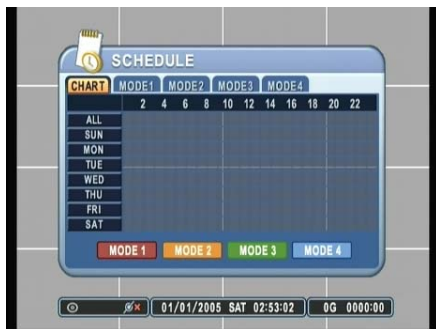 SCHEDULE
CHART MODE1 MODE2 MODE3 MODE4
2 4 6 8 10 12 14 16 18 20 22
ALL
SUN
MON
TUE
WED
THU
FRI
SAT
MODE 1 MODE 2 MODE 3 MODE 4
01/01/2005 SAT 02:53:02 0G 0000:00